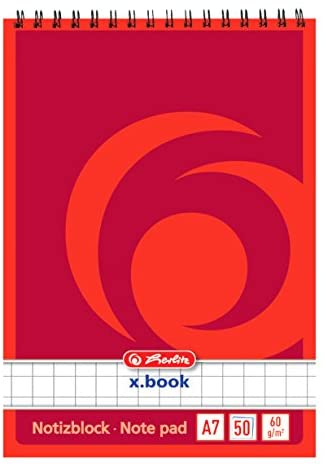 Herlitz
x.book
Notizblock · Note pad A7 50 60 g/m²